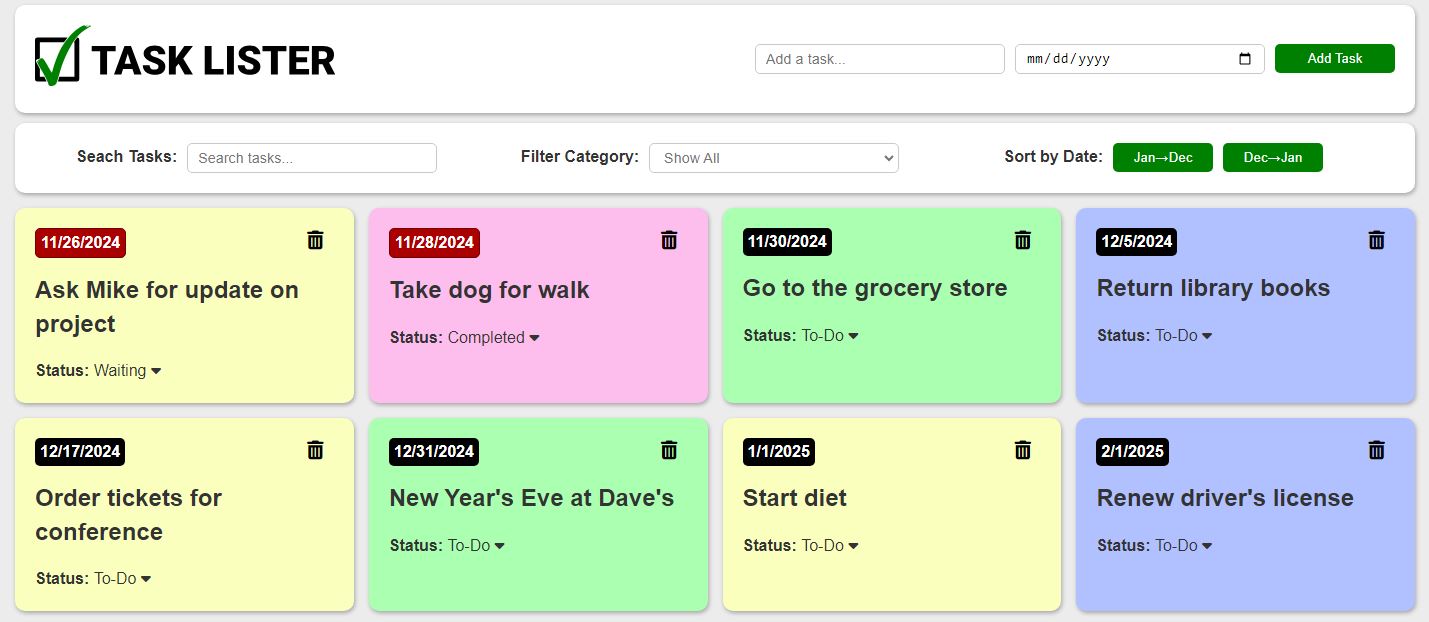 TASK LISTER
Add a task...
mm/dd/yyyy
Add Task
Seach Tasks:
Search tasks...
Filter Category:
Show All
Sort by Date:
Jan→Dec
Dec→Jan
11/26/2024
Ask Mike for update on
project
Status: Waiting
11/28/2024
Take dog for walk
Status: Completed
11/30/2024
Go to the grocery store
Status: To-Do
12/5/2024
Return library books
Status: To-Do
12/17/2024
Order tickets for
conference
Status: To-Do
12/31/2024
New Year's Eve at Dave's
Status: To-Do
1/1/2025
Start diet
Status: To-Do
2/1/2025
Renew driver's license
Status: To-Do